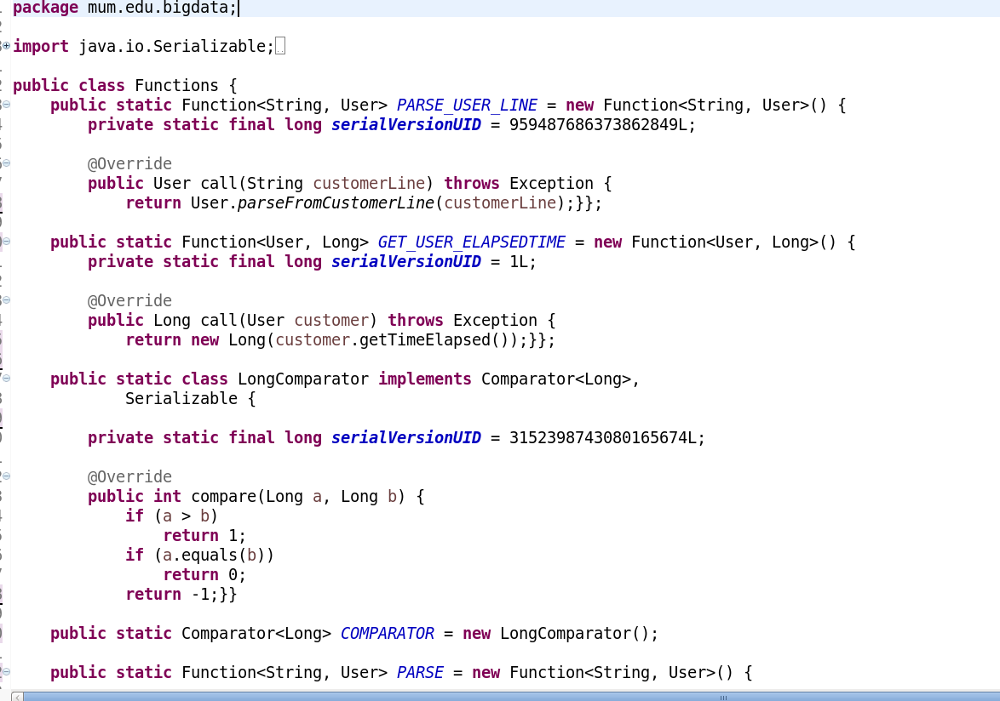 package mum.edu.bigdata;
import java.io.Serializable;
public class Functions {
    public static Function<String, User> PARSE_USER_LINE = new Function<String, User>() {
        private static final long serialVersionUID = 959487686373862849L;
        @Override
        public User call(String customerLine) throws Exception {
            return User.parseFromCustomerLine(customerLine);}};
    public static Function<User, Long> GET_USER_ELAPSEDTIME = new Function<User, Long>() {
        private static final long serialVersionUID = 1L;
        @Override
        public Long call(User customer) throws Exception {
            return new Long(customer.getTimeElapsed());}};
    public static class LongComparator implements Comparator<Long>,
            Serializable {
        private static final long serialVersionUID = 3152398743080165674L;
        @Override
        public int compare(Long a, Long b) {
            if (a > b)
                return 1;
            if (a.equals(b))
                return 0;
            return -1;}}
    public static Comparator<Long> COMPARATOR = new LongComparator();
    public static Function<String, User> PARSE = new Function<String, User>() {